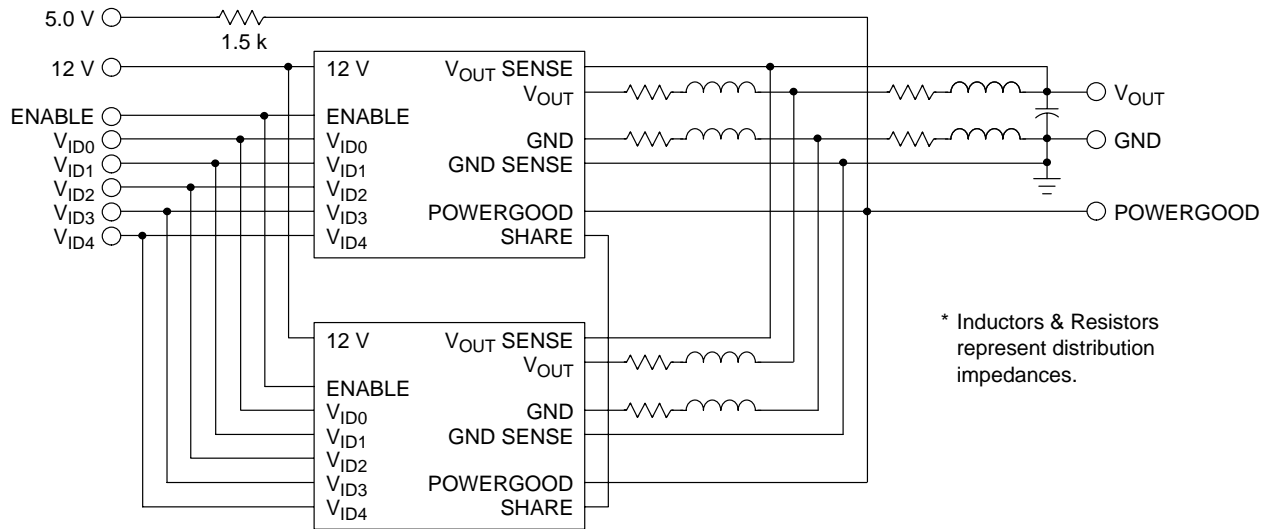 5.0 V
1.5 k
12 V
ENABLE
VID0
VID1
VID2
VID3
VID4
12 V
ENABLE
VID0
VID1
VID2
VID3
VID4
VOUT SENSE
VOUT
GND
GND SENSE
POWERGOOD
SHARE
VOUT
GND
POWERGOOD
12 V
ENABLE
VID0
VID1
VID2
VID3
VID4
VOUT SENSE
VOUT
GND
GND SENSE
POWERGOOD
SHARE
* Inductors & Resistors
represent distribution
impedances.